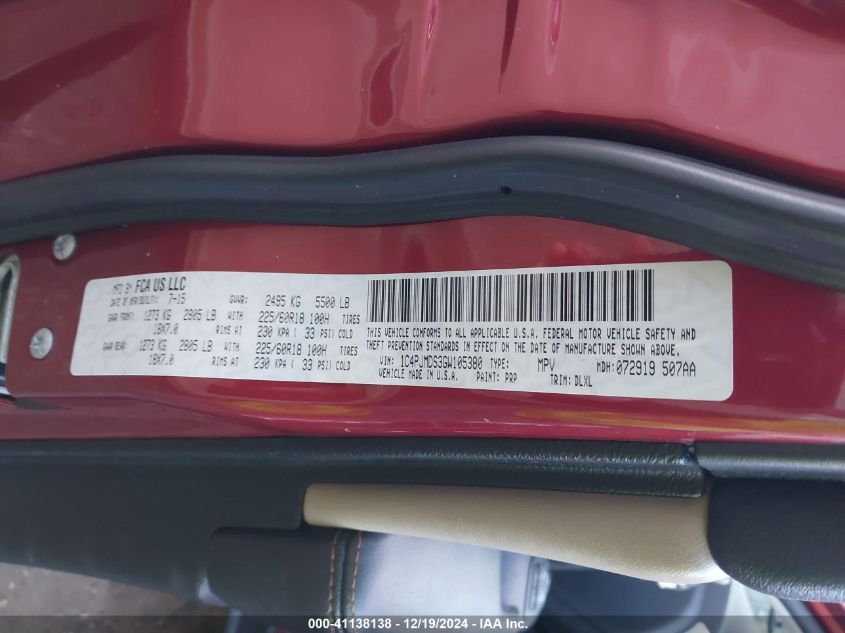 MFD BY FCA US LLC
DATE OF MFR/BUILT: 7-15 GVWR: 2495 KG 5500 LB
GAWR FRONT: 1273 KG 2805 LB WITH 225/60R18 100H TIRES
18X7.0 RIMS AT 230 KPA ( 33 PSI) COLD
GAWR REAR: 1273 KG 2805 LB WITH 225/60R18 100H TIRES
18X7.0 RIMS AT 230 KPA ( 33 PSI) COLD
THIS VEHICLE CONFORMS TO ALL APPLICABLE U.S.A. FEDERAL MOTOR VEHICLE SAFETY AND
THEFT PREVENTION STANDARDS IN EFFECT ON THE DATE OF MANUFACTURE SHOWN ABOVE.
VIN: 1C4PJMDS3GW105380 TYPE: MPV MDH: 072919 507AA
VEHICLE MADE IN U.S.A. PAINT: PRP TRIM: DLXL
000-41138138 - 12/19/2024 - IAA Inc.